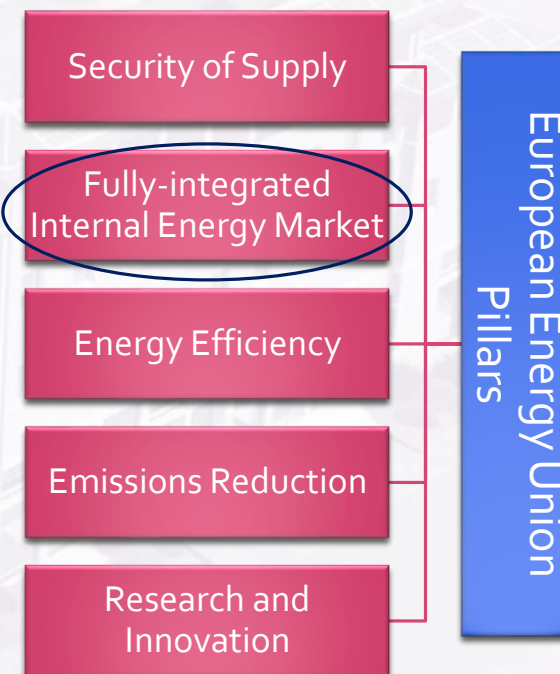 Security of Supply
Fully-integrated
Internal Energy Market
Energy Efficiency
Emissions Reduction
Research and
Innovation
European Energy Union
Pillars